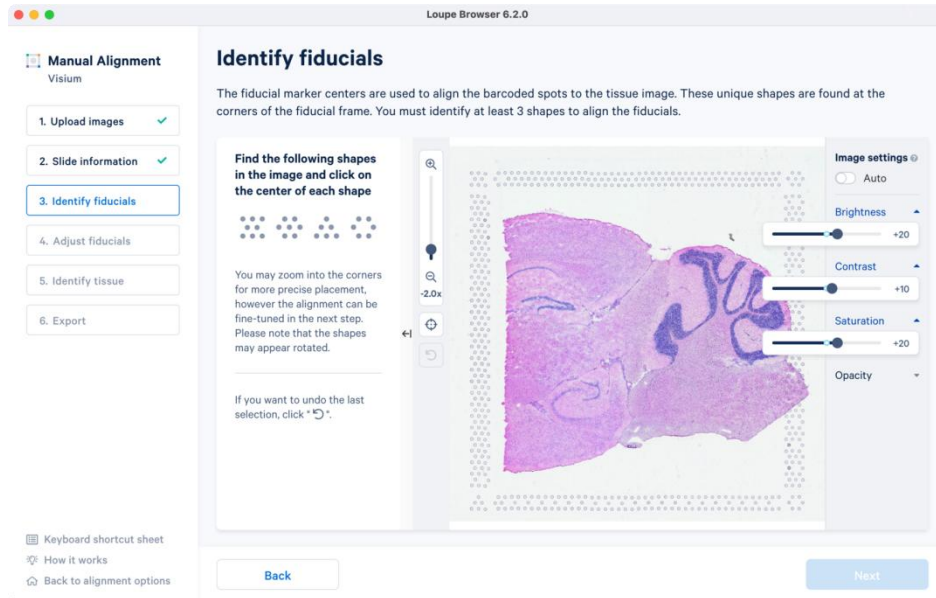 Loupe Browser 6.2.0
Manual Alignment
Visium
1. Upload images
2. Slide information
3. Identify fiducials
4. Adjust fiducials
5. Identify tissue
6. Export
Keyboard shortcut sheet
How it works
Back to alignment options
Identify fiducials
The fiducial marker centers are used to align the barcoded spots to the tissue image. These unique shapes are found at the
corners of the fiducial frame. You must identify at least 3 shapes to align the fiducials.
Find the following shapes
in the image and click on
the center of each shape
You may zoom into the corners
for more precise placement,
however the alignment can be
fine-tuned in the next step.
Please note that the shapes
may appear rotated.
If you want to undo the last
selection, click " ".
-2.0x
Image settings
Auto
Brightness
+20
Contrast
+10
Saturation
+20
Opacity
Back
Next